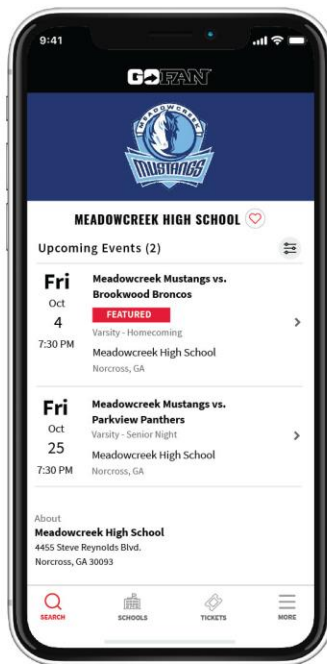 9:41
GOFAN
MEADOWCREEK
MUSTANGS
MEADOWCREEK HIGH SCHOOL
Upcoming Events (2)
Fri
Oct
4
7:30 PM
Meadowcreek Mustangs vs.
Brookwood Broncos
FEATURED
Varsity - Homecoming
Meadowcreek High School
Norcross, GA
Fri
Oct
25
7:30 PM
Meadowcreek Mustangs vs.
Parkview Panthers
Varsity - Senior Night
Meadowcreek High School
Norcross, GA
About
Meadowcreek High School
4455 Steve Reynolds Blvd.
Norcross, GA 30093
SEARCH
SCHOOLS
TICKETS
MORE